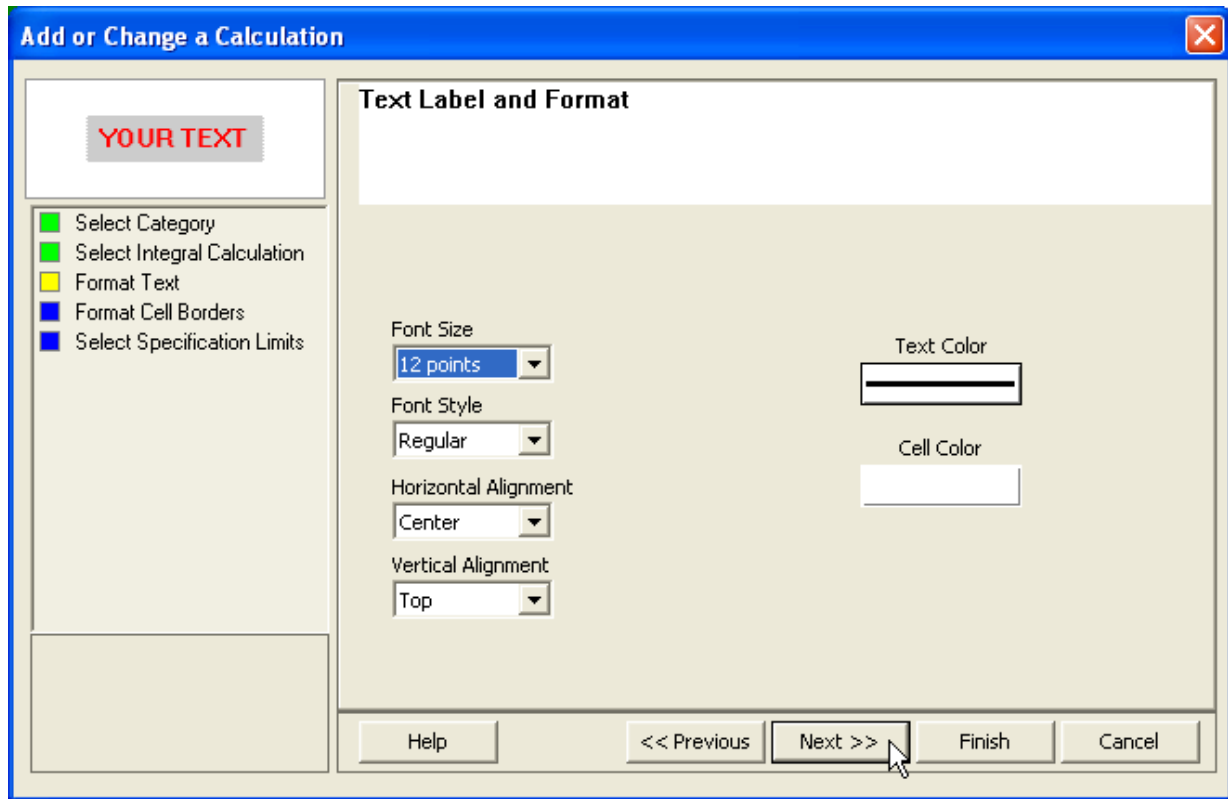 Add or Change a Calculation
YOUR TEXT
Select Category
Select Integral Calculation
Format Text
Format Cell Borders
Select Specification Limits
Text Label and Format
Font Size
12 points
Font Style
Regular
Horizontal Alignment
Center
Vertical Alignment
Top
Text Color
Cell Color
Help
<< Previous
Next >>
Finish
Cancel